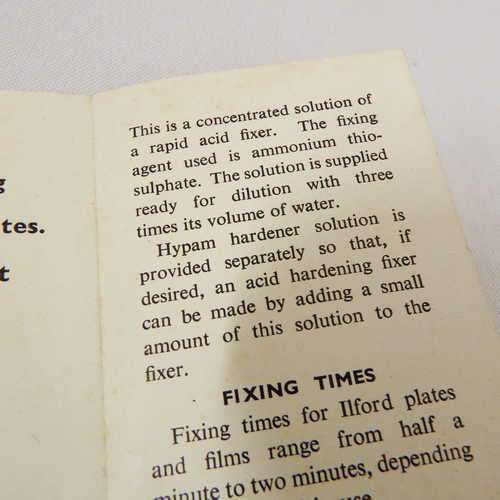 tes.
This is a concentrated solution of
a rapid acid fixer. The fixing
agent used is ammonium thio-
sulphate. The solution is supplied
ready for dilution with three
times its volume of water.
Hypam hardener solution is
provided separately so that, if
desired, an acid hardening fixer
can be made by adding a small
amount of this solution to the
fixer.
FIXING TIMES
Fixing times for Ilford plates
and films range from half a
minute to two minutes, depending